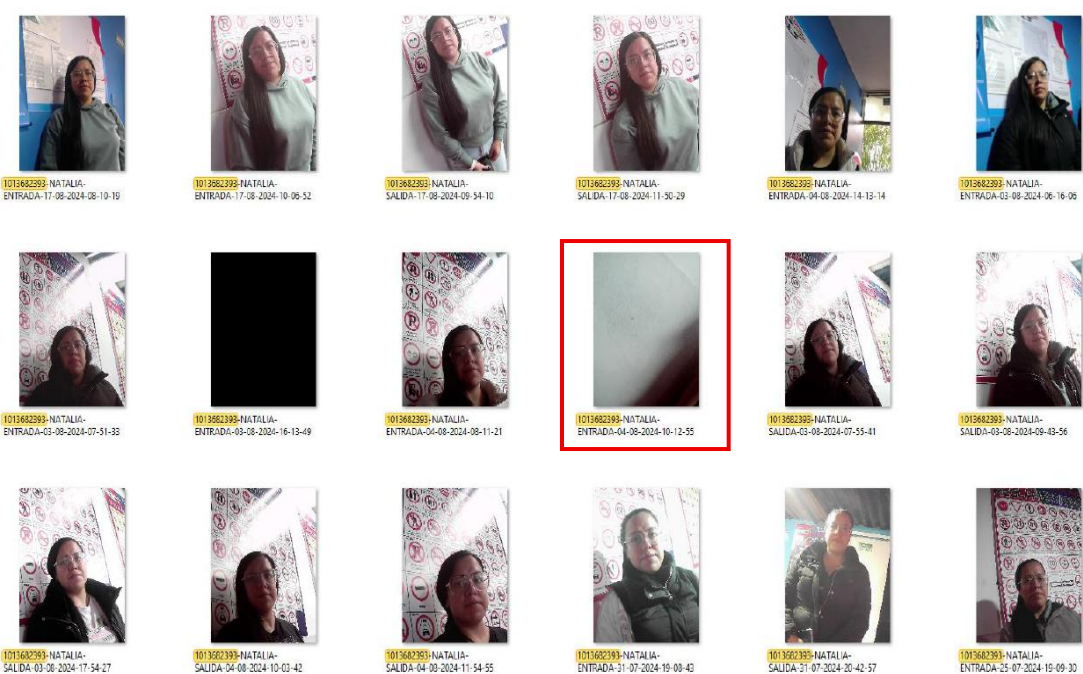 1013682393-NATALIA-
ENTRADA-17-08-2024-08-10-19
1013682393-NATALIA-
ENTRADA-17-08-2024-10-06-52
1013682393-NATALIA-
SALIDA-17-08-2024-09-54-10
1013682393-NATALIA-
SALIDA-17-08-2024-11-50-29
1013682393-NATALIA-
ENTRADA-04-08-2024-14-13-14
1013682393-NATALIA-
ENTRADA-03-08-2024-06-16-06
1013682393-NATALIA-
ENTRADA-03-08-2024-07-51-33
1013682393-NATALIA-
ENTRADA-03-08-2024-16-13-49
1013682393-NATALIA-
ENTRADA-04-08-2024-08-11-21
1013682393-NATALIA-
ENTRADA-04-08-2024-10-12-55
1013682393-NATALIA-
SALIDA-03-08-2024-07-55-41
1013682393-NATALIA-
SALIDA-03-08-2024-09-43-56
1013682393-NATALIA-
SALIDA-03-08-2024-17-54-27
1013682393-NATALIA-
SALIDA-04-08-2024-10-03-42
1013682393-NATALIA-
SALIDA-04-08-2024-11-54-55
1013682393-NATALIA-
ENTRADA-31-07-2024-19-08-43
1013682393-NATALIA-
SALIDA-31-07-2024-20-42-57
1013682393-NATALIA-
ENTRADA-25-07-2024-19-09-30